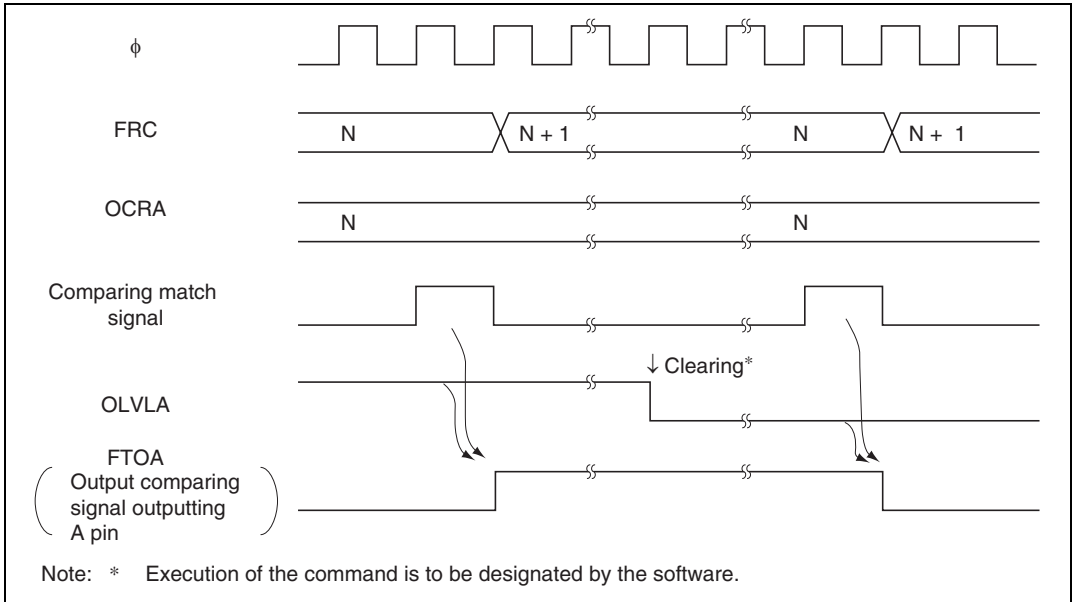 ϕ
FRC
N
N + 1
N
N + 1
OCRA
N
N
Comparing match
signal
↓ Clearing*
OLVLA
FTOA
Output comparing
signal outputting
A pin
Note: * Execution of the command is to be designated by the software.